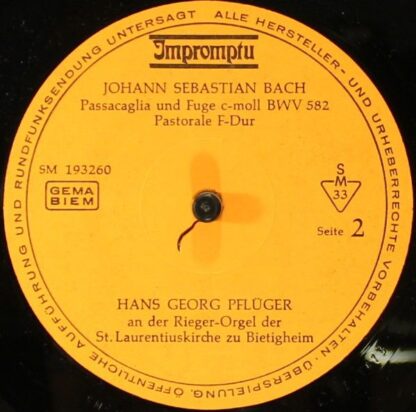 ALLE HERSTELLER- UND URHEBERRECHTE VORBEHALTEN · ÜBERSPIELUNG, ÖFFENTLICHE AUFFÜHRUNG UND RUNDFUNKSENDUNG UNTERSAGT
Impromptu
JOHANN SEBASTIAN BACH
Passacaglia und Fuge c-moll BWV 582
Pastorale F-Dur
SM 193260
GEMA
BIEM
S
M
33
Seite 2
HANS GEORG PFLÜGER
an der Rieger-Orgel der
St. Laurentiuskirche zu Bietigheim